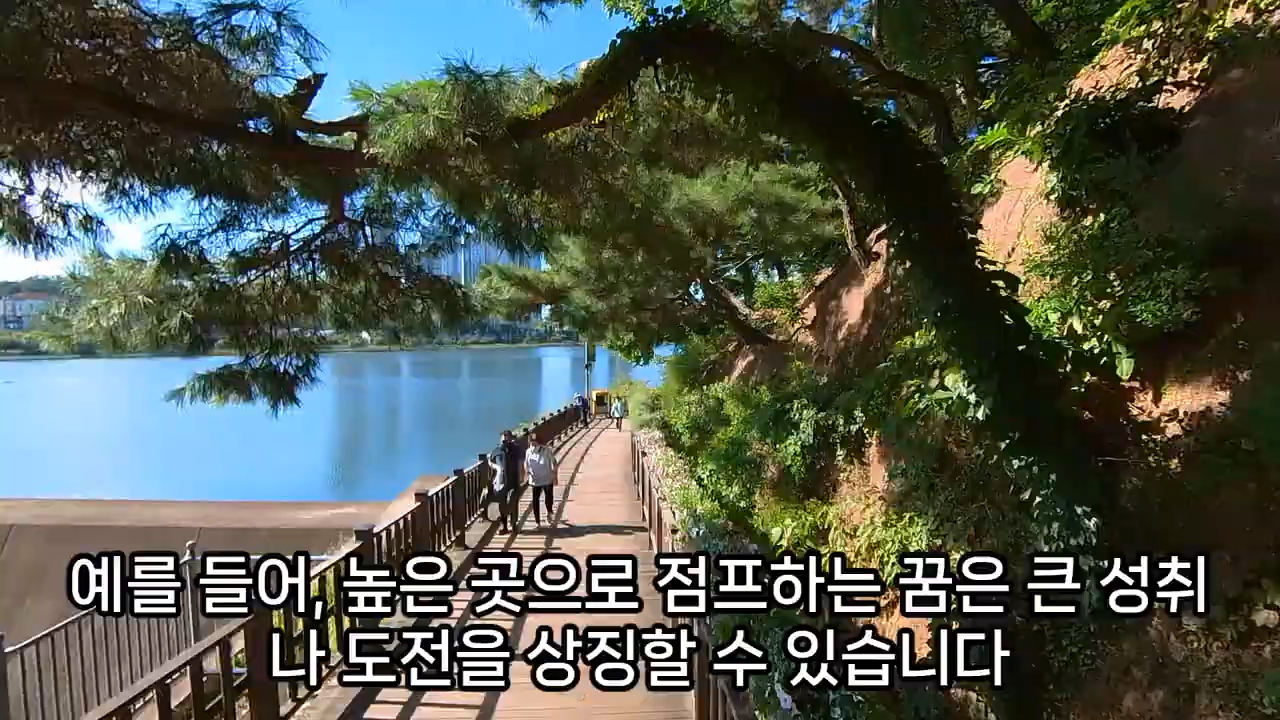 예를 들어, 높은 곳으로 점프하는 꿈은 큰 성취
나 도전을 상징할 수 있습니다